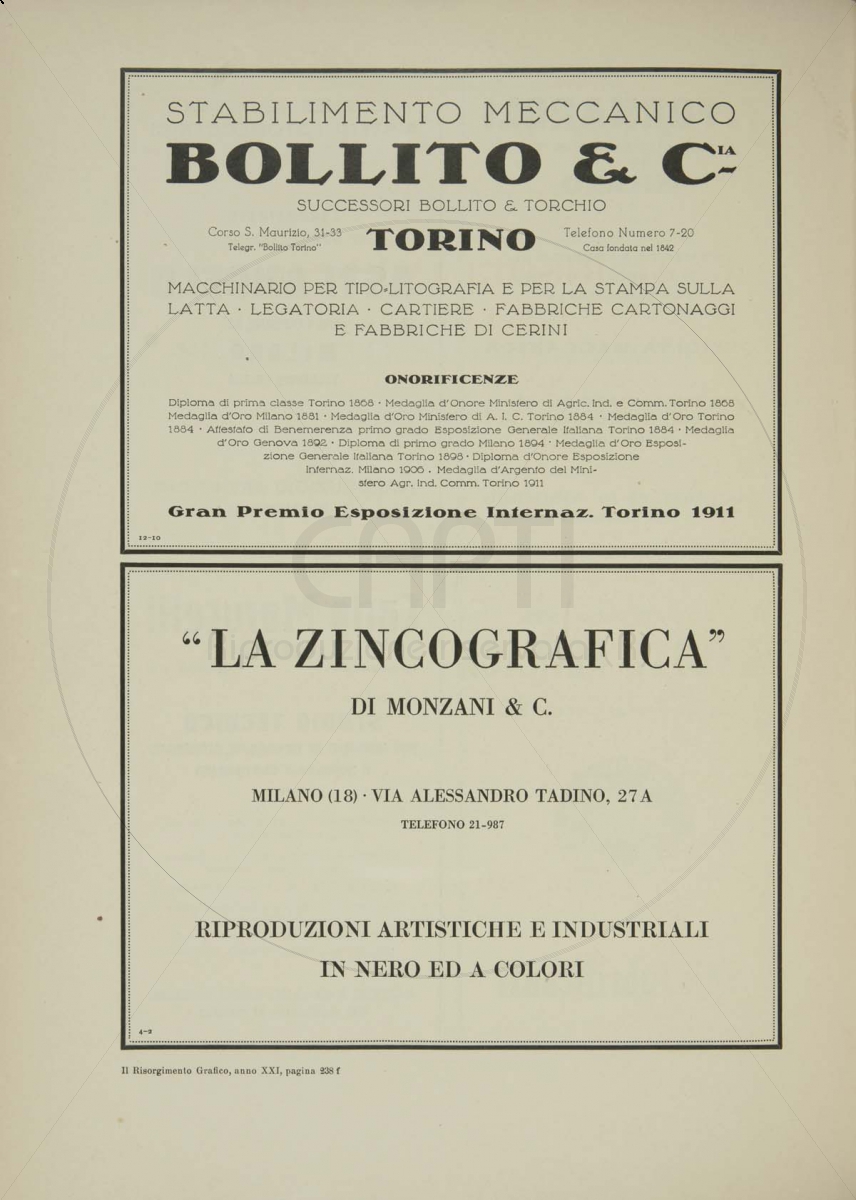 STABILIMENTO MECCANICO
BOLLITO & C.IA
SUCCESSORI BOLLITO & TORCHIO
Corso S. Maurizio, 31-33
Telegr. "Bollito Torino"
TORINO
Telefono Numero 7-20
Casa fondata nel 1842
MACCHINARIO PER TIPO-LITOGRAFIA E PER LA STAMPA SULLA
LATTA · LEGATORIA · CARTIERE · FABBRICHE CARTONAGGI
E FABBRICHE DI CERINI
ONORIFICENZE
Diploma di prima classe Torino 1868 · Medaglia d'Onore Ministero di Agric. Ind. e Comm. Torino 1868
Medaglia d'Oro Milano 1881 · Medaglia d'Oro Ministero di A. I. C. Torino 1884 · Medaglia d'Oro Torino
1884 · Attestato di Benemerenza primo grado Esposizione Generale Italiana Torino 1884 · Medaglia
d'Oro Genova 1892 · Diploma di primo grado Milano 1894 · Medaglia d'Oro Esposi-
zione Generale Italiana Torino 1898 · Diploma d'Onore Esposizione
Internaz. Milano 1906 . Medaglia d'Argento del Mini-
stero Agr. Ind. Comm. Torino 1911
Gran Premio Esposizione Internaz. Torino 1911
12-10
CAPTI
“LA ZINCOGRAFICA”
DI MONZANI & C.
MILANO (18) · VIA ALESSANDRO TADINO, 27 A
TELEFONO 21-987
RIPRODUZIONI ARTISTICHE E INDUSTRIALI
IN NERO ED A COLORI
4-2
Il Risorgimento Grafico, anno XXI, pagina 238 f